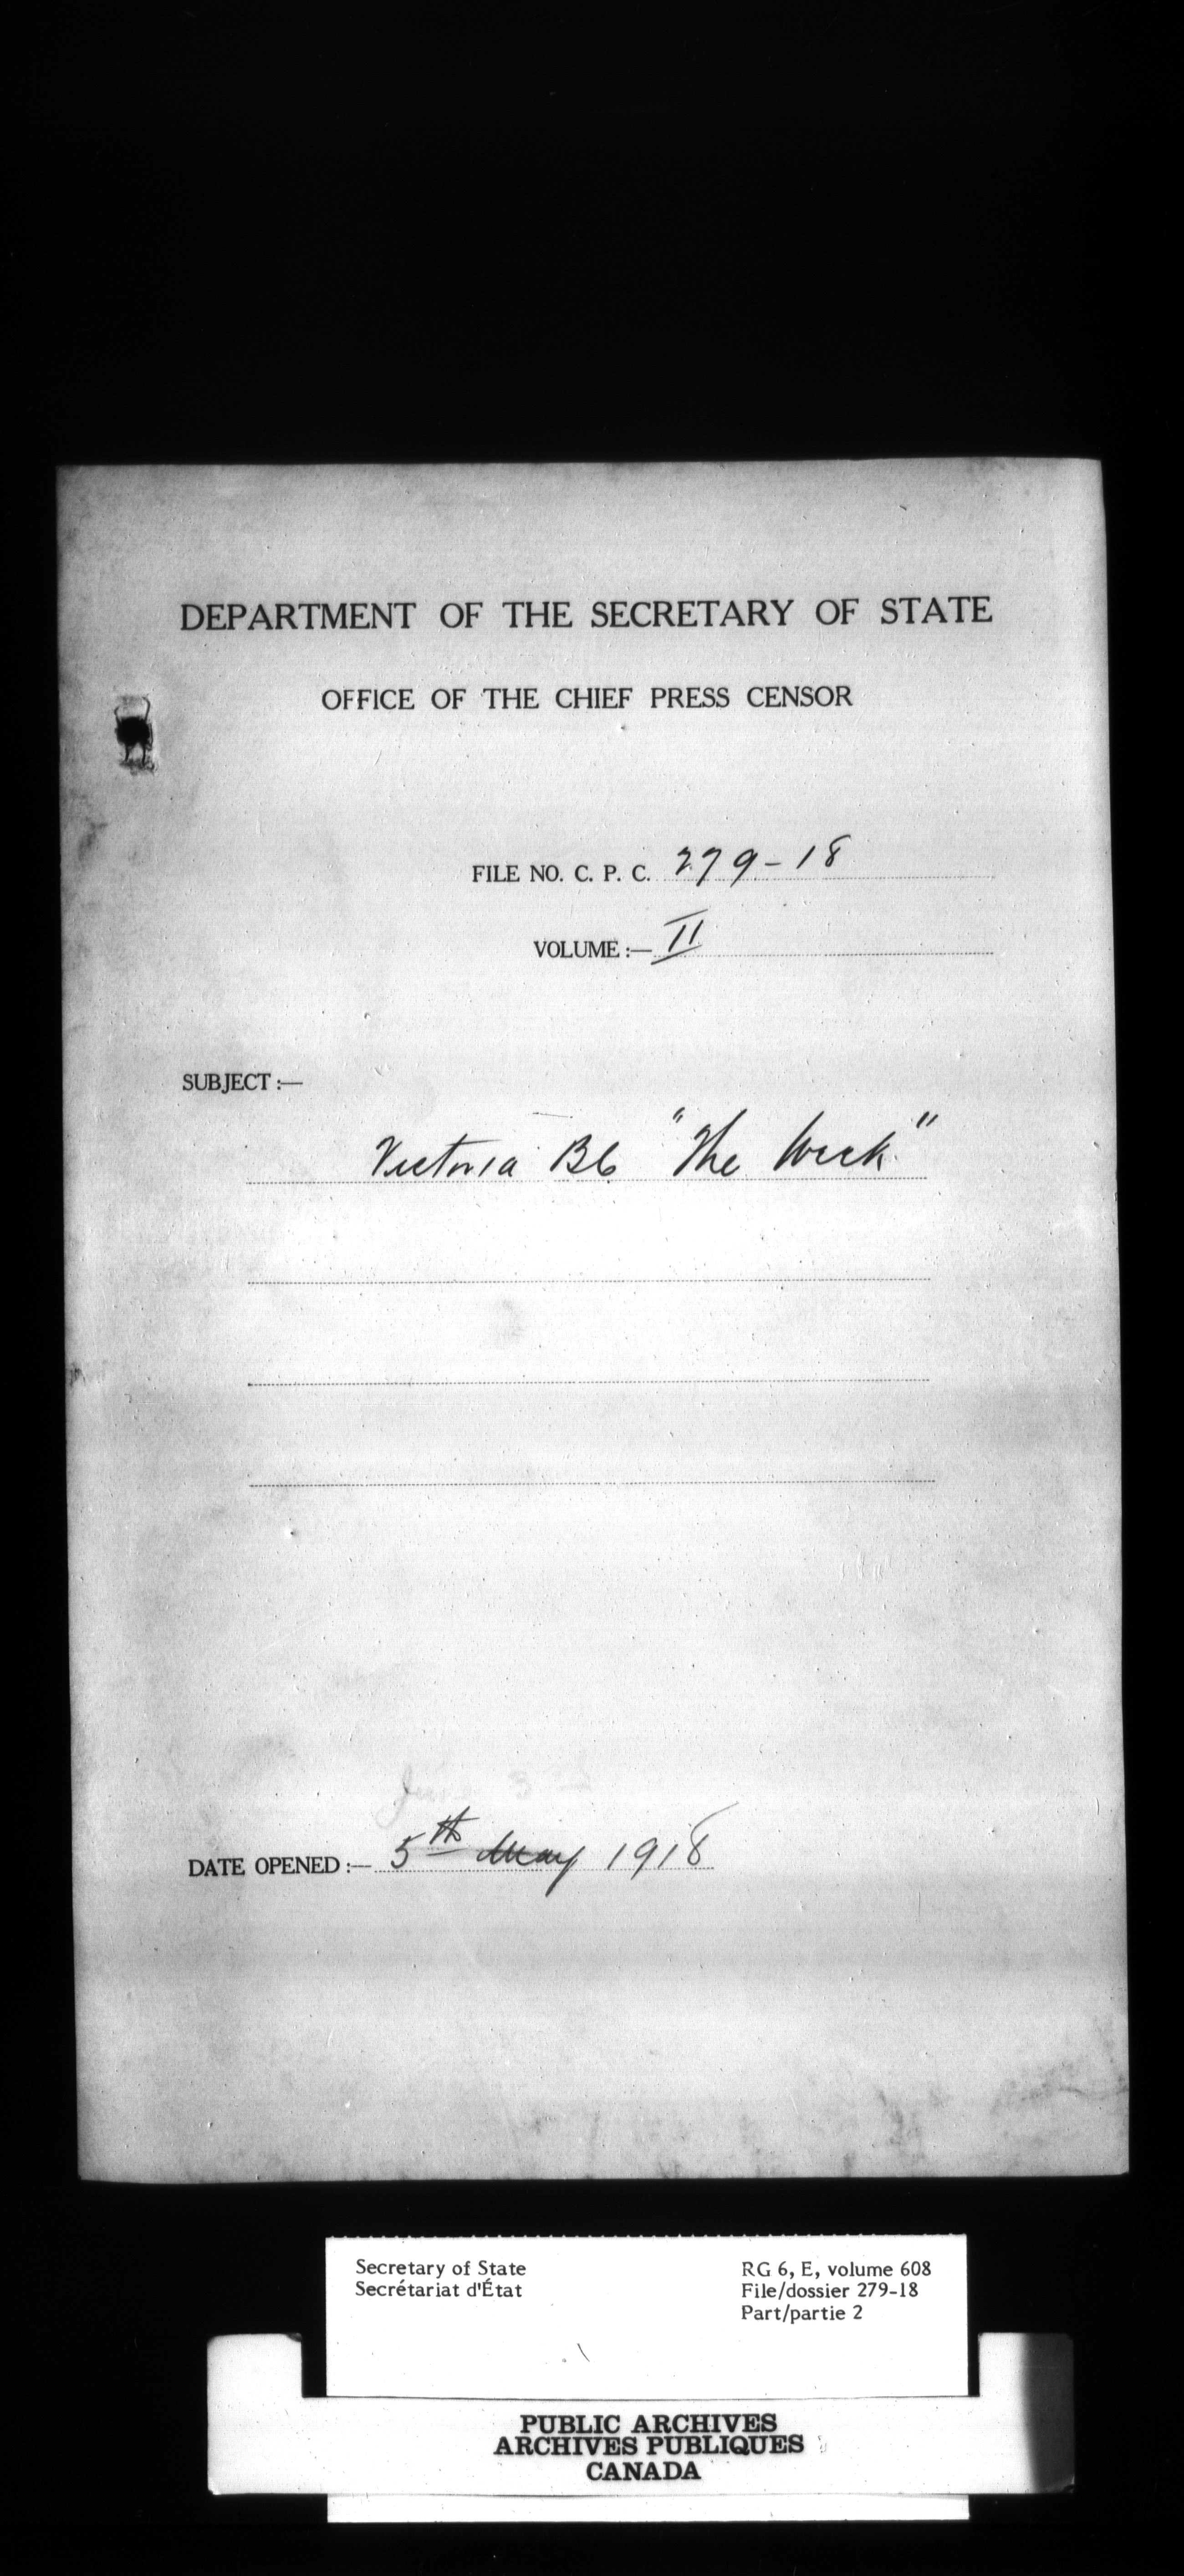 DEPARTMENT OF THE SECRETARY OF STATE
OFFICE OF THE CHIEF PRESS CENSOR
FILE NO. C. P. C. 279-18
VOLUME :— II
SUBJECT :—
Victoria BC "The Week"
June 3
DATE OPENED :— 5th May 1918
Secretary of State
Secrétariat d'État
RG 6, E, volume 608
File/dossier 279-18
Part/partie 2
PUBLIC ARCHIVES
ARCHIVES PUBLIQUES
CANADA